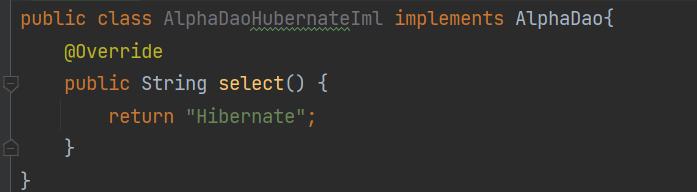 public class AlphaDaoHubernateIml implements AlphaDao{
@Override
public String select() {
return "Hibernate";
}
}